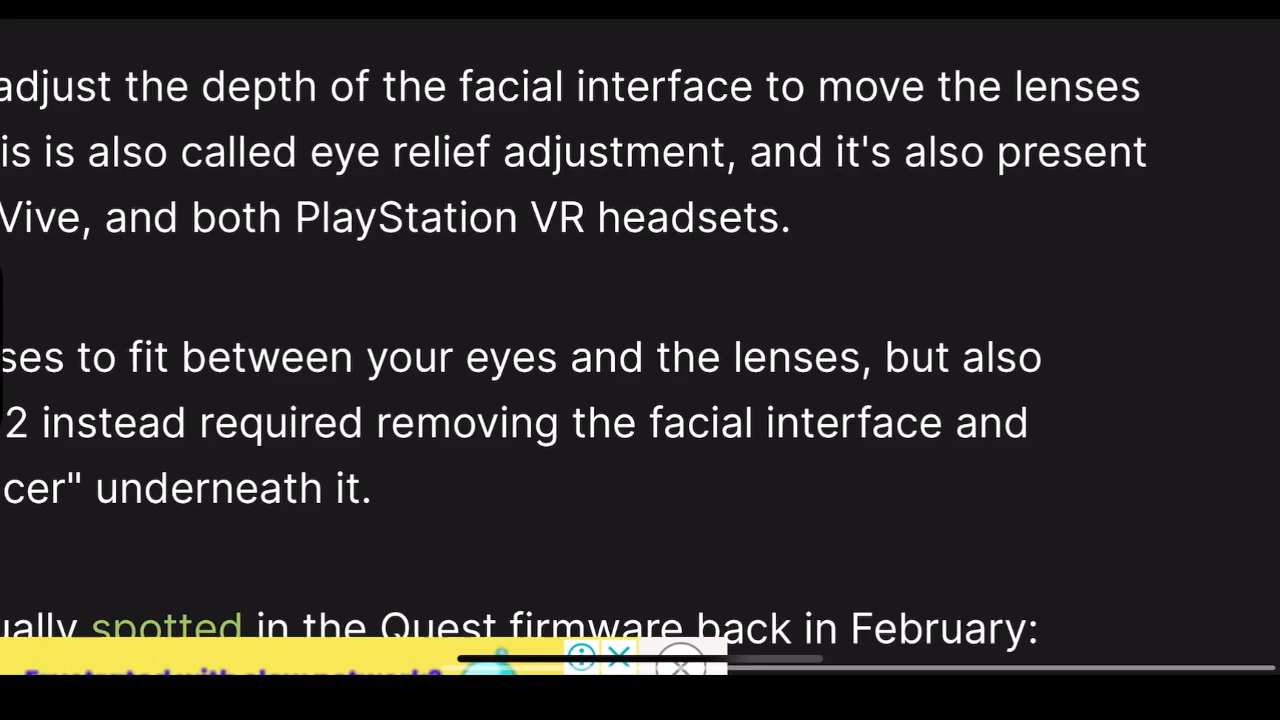 adjust the depth of the facial interface to move the lenses
is is also called eye relief adjustment, and it's also present
Vive, and both PlayStation VR headsets.
ses to fit between your eyes and the lenses, but also
2 instead required removing the facial interface and
cer" underneath it.
ually spotted in the Quest firmware back in February: